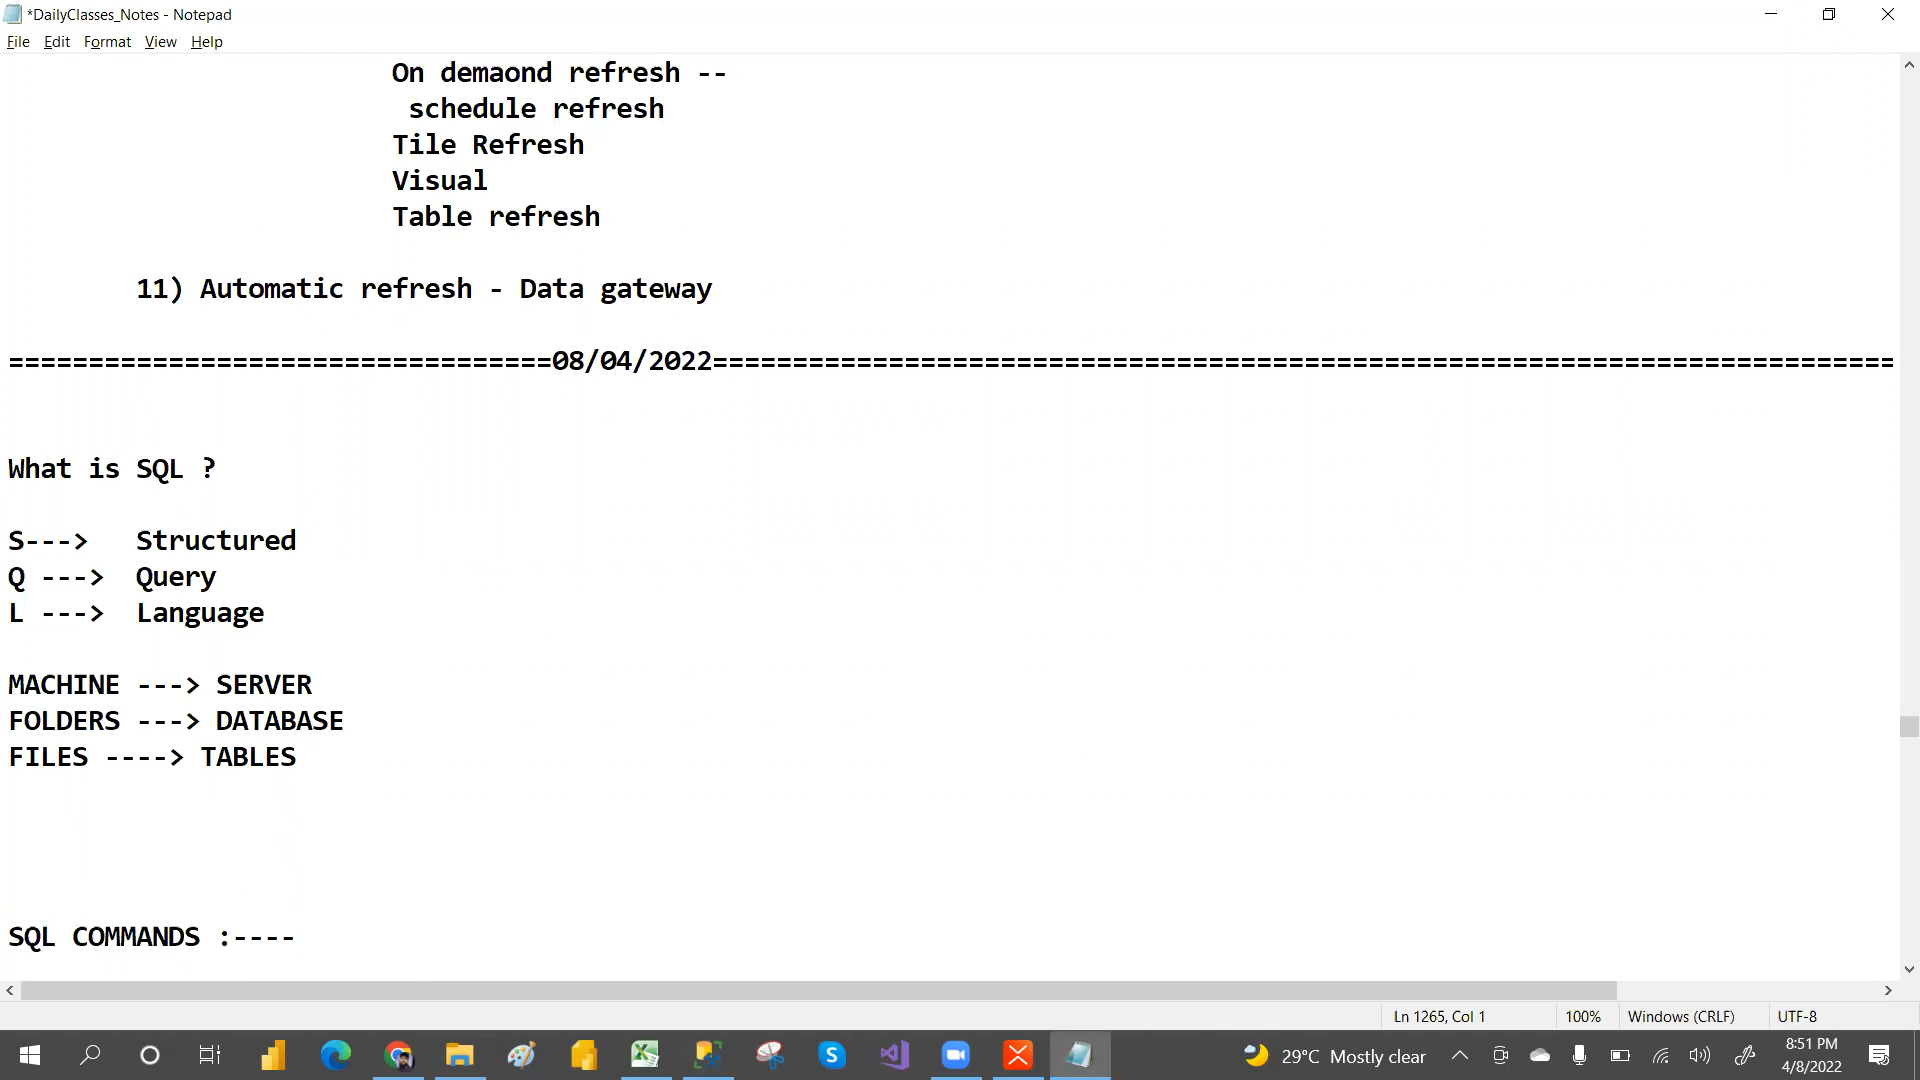 *DailyClasses_Notes - Notepad
File Edit Format View Help
On demaond refresh --
schedule refresh
Tile Refresh
Visual
Table refresh
11) Automatic refresh - Data gateway
==================================08/04/2022==========================================================================
What is SQL ?
S---> Structured
Q ---> Query
L ---> Language
MACHINE ---> SERVER
FOLDERS ---> DATABASE
FILES ----> TABLES
SQL COMMANDS :----
Ln 1265, Col 1 100% Windows (CRLF) UTF-8
29°C Mostly clear
8:51 PM
4/8/2022